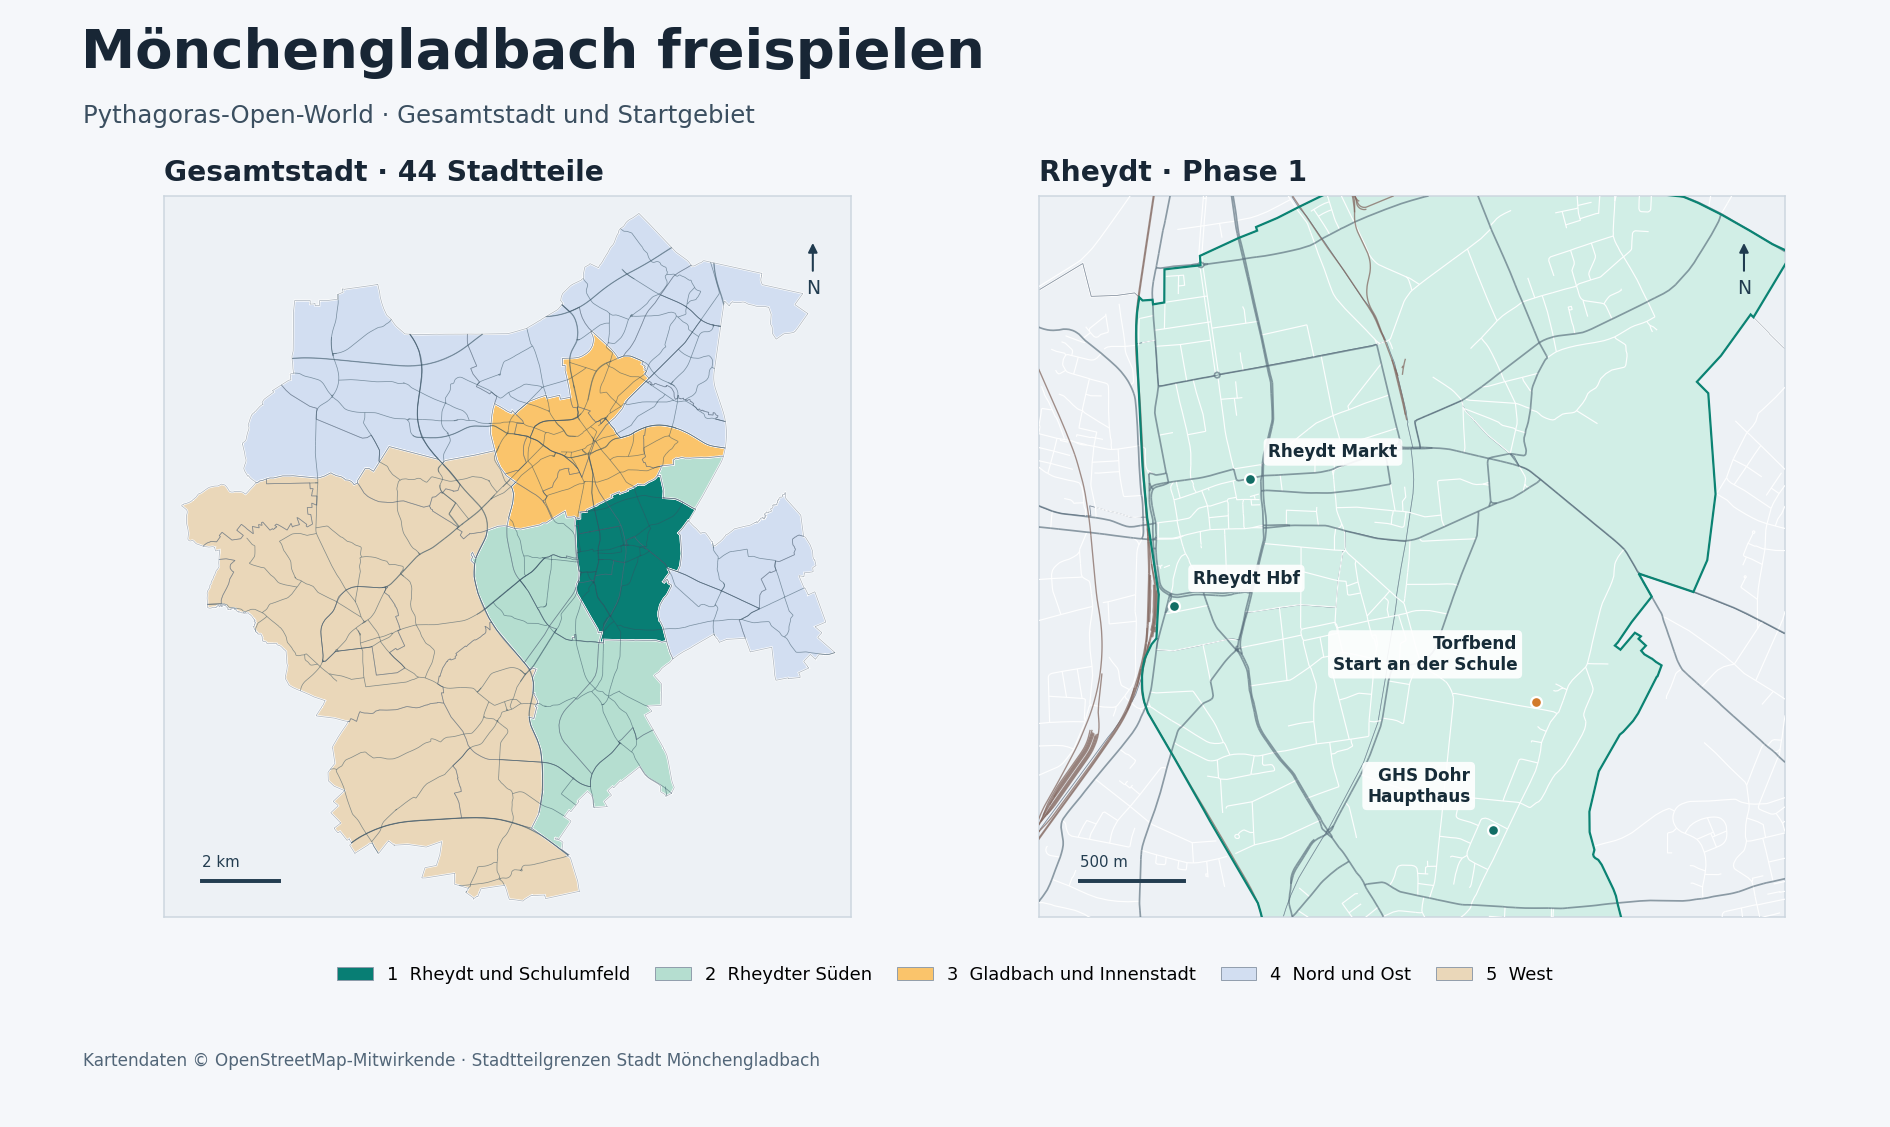 Mönchengladbach freispielen
Pythagoras-Open-World · Gesamtstadt und Startgebiet
Gesamtstadt · 44 Stadtteile
N
2 km
Rheydt · Phase 1
N
Rheydt Markt
Rheydt Hbf
Torfbend
Start an der Schule
GHS Dohr
Haupthaus
500 m
1 Rheydt und Schulumfeld
2 Rheydter Süden
3 Gladbach und Innenstadt
4 Nord und Ost
5 West
Kartendaten © OpenStreetMap-Mitwirkende · Stadtteilgrenzen Stadt Mönchengladbach